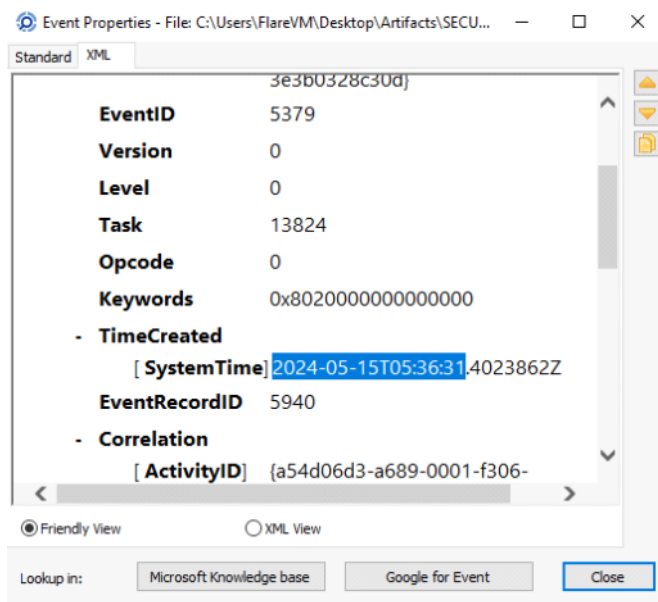 Event Properties - File: C:\Users\FlareVM\Desktop\Artifacts\SECU...
Standard XML
3e3b0328c30d}
EventID 5379
Version 0
Level 0
Task 13824
Opcode 0
Keywords 0x8020000000000000
- TimeCreated
[ SystemTime] 2024-05-15T05:36:31.4023862Z
EventRecordID 5940
- Correlation
[ ActivityID] {a54d06d3-a689-0001-f306-
Friendly View XML View
Lookup in: Microsoft Knowledge base Google for Event Close